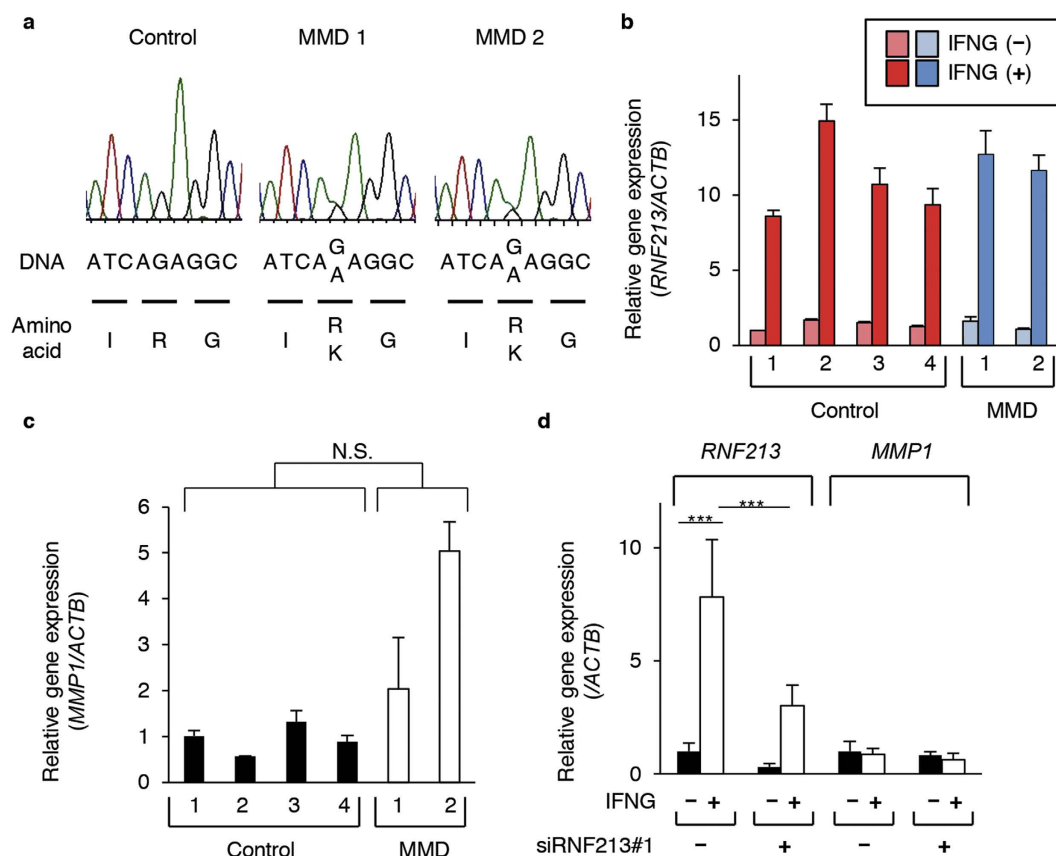 a
Control MMD 1 MMD 2
DNA ATCAGAGGC ATCA G/A AGGC ATCA G/A AGGC
Amino acid I R G I R/K G I R/K G
b
IFNG (−)
IFNG (+)
Relative gene expression
(RNF213/ACTB)
15
10
5
0
1 2 3 4 1 2
Control MMD
c
N.S.
Relative gene expression
(MMP1/ACTB)
6
5
4
3
2
1
0
1 2 3 4 1 2
Control MMD
d
RNF213 MMP1
*** ***
Relative gene expression
(/ACTB)
10
5
0
IFNG − + − + − + − +
siRNF213#1 − + − +